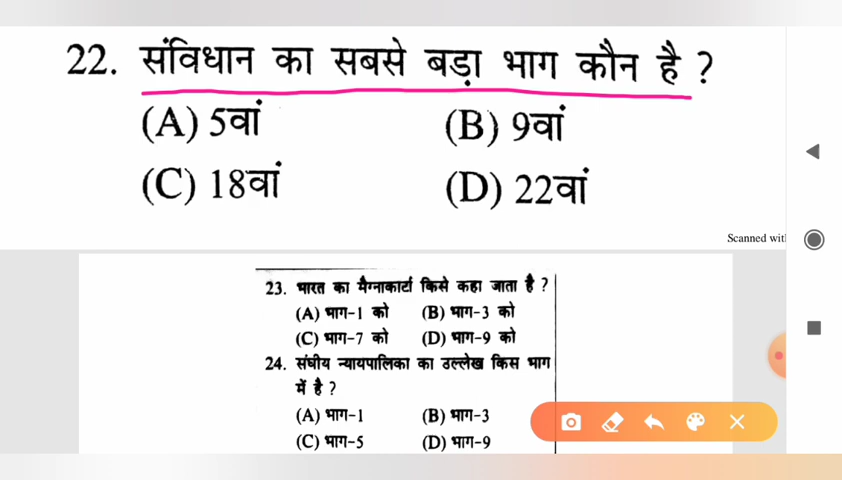 22. संविधान का सबसे बड़ा भाग कौन है ?
(A) 5वां (B) 9वां
(C) 18वां (D) 22वां
Scanned wit
23. भारत का मैग्नाकार्टा किसे कहा जाता है ?
(A) भाग-1 को (B) भाग-3 को
(C) भाग-7 को (D) भाग-9 को
24. संघीय न्यायपालिका का उल्लेख किस भाग
में है ?
(A) भाग-1 (B) भाग-3
(C) भाग-5 (D) भाग-9